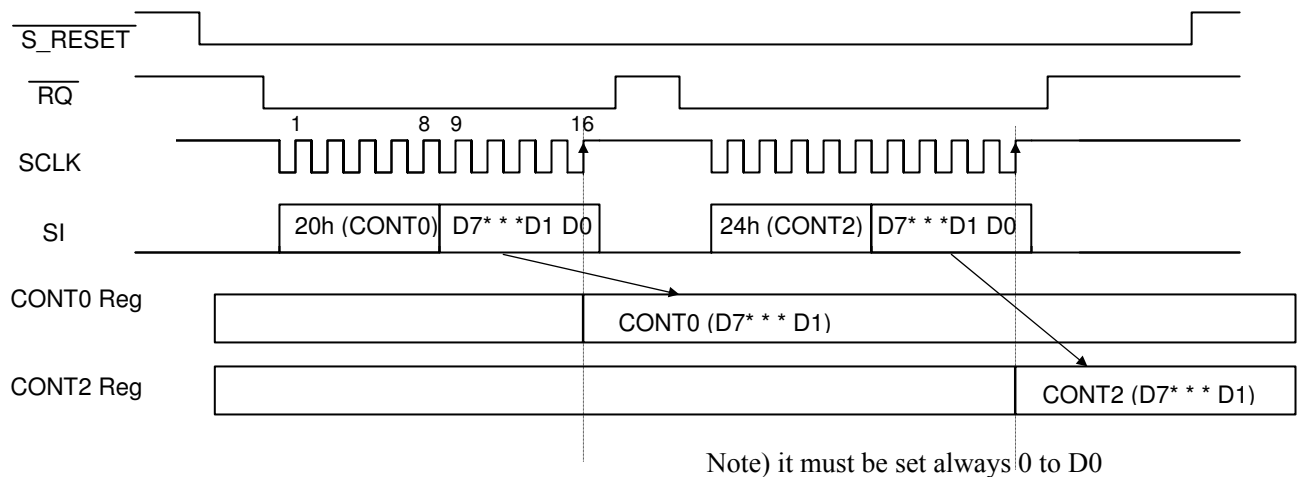 S_RESET
RQ
1 8 9 16
SCLK
SI 20h (CONT0) D7* * *D1 D0 24h (CONT2) D7* * *D1 D0
CONT0 Reg
CONT0 (D7* * * D1)
CONT2 Reg
CONT2 (D7* * * D1)
Note) it must be set always 0 to D0